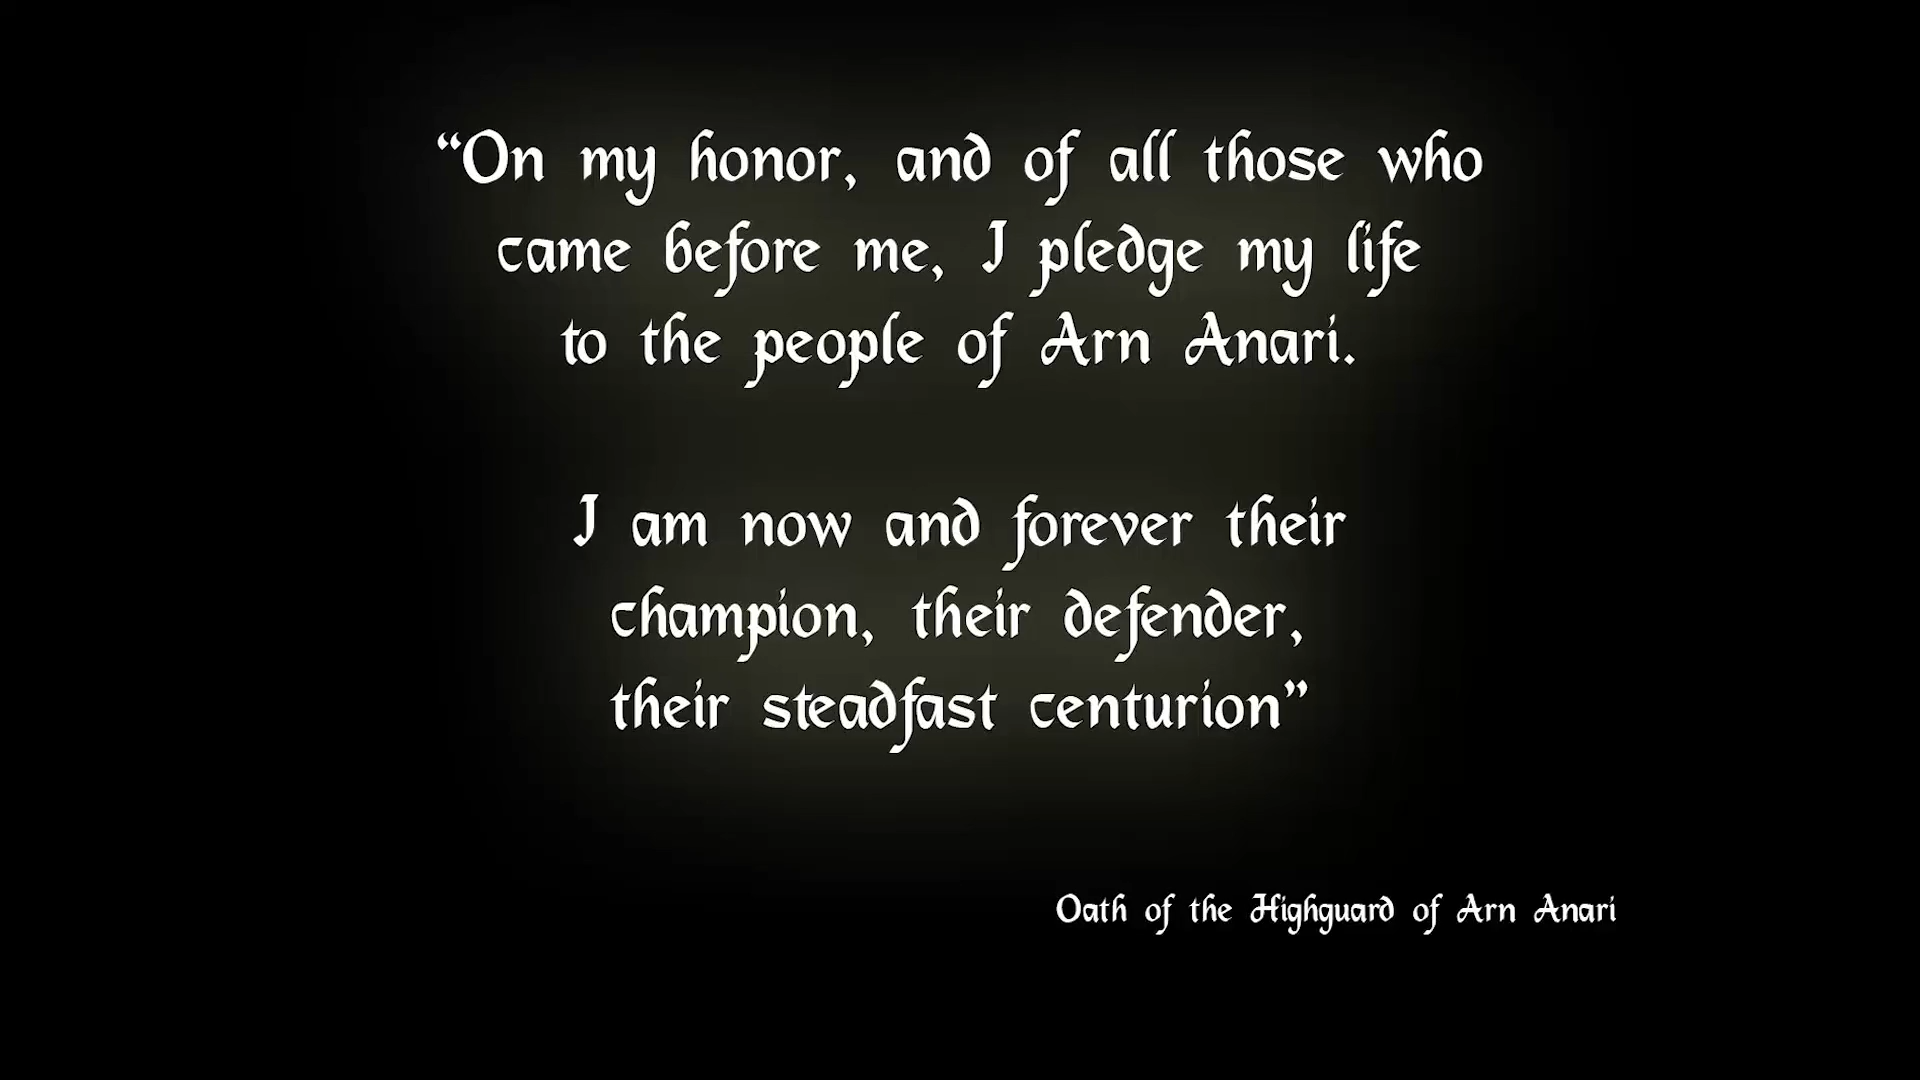 “On my honor, and of all those who
came before me, I pledge my life
to the people of Arn Anari.
I am now and forever their
champion, their defender,
their steadfast centurion”
Oath of the Highguard of Arn Anari